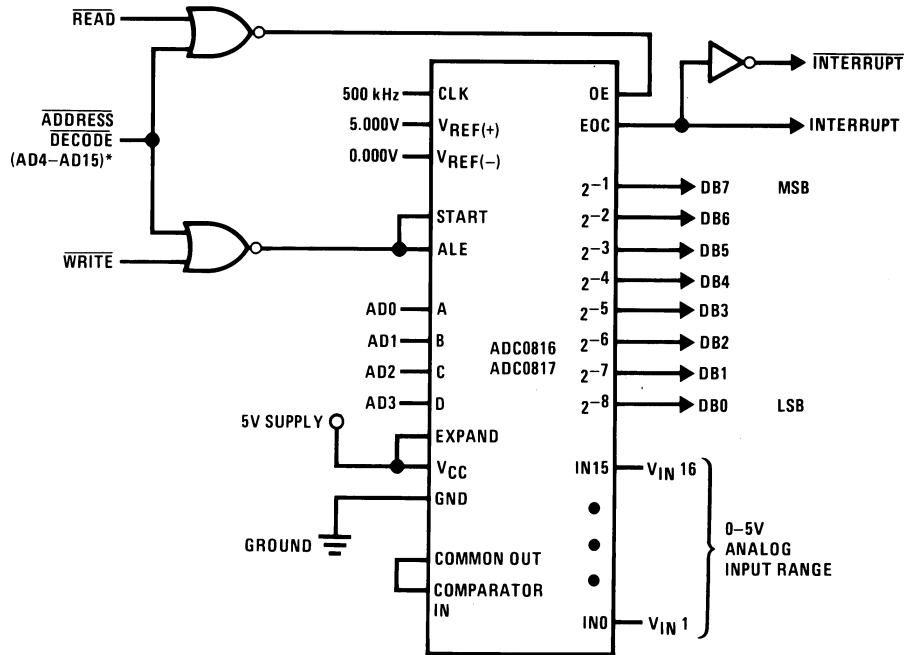 READ
ADDRESS
DECODE
(AD4–AD15)*
WRITE
500 kHz
5.000V
0.000V
AD0
AD1
AD2
AD3
5V SUPPLY
GROUND
CLK
VREF(+)
VREF(−)
START
ALE
A
B
C
D
EXPAND
VCC
GND
COMMON OUT
COMPARATOR
IN
ADC0816
ADC0817
OE
EOC
2−1
2−2
2−3
2−4
2−5
2−6
2−7
2−8
IN15
IN0
INTERRUPT
INTERRUPT
DB7 MSB
DB6
DB5
DB4
DB3
DB2
DB1
DB0 LSB
VIN 16
0–5V
ANALOG
INPUT RANGE
VIN 1